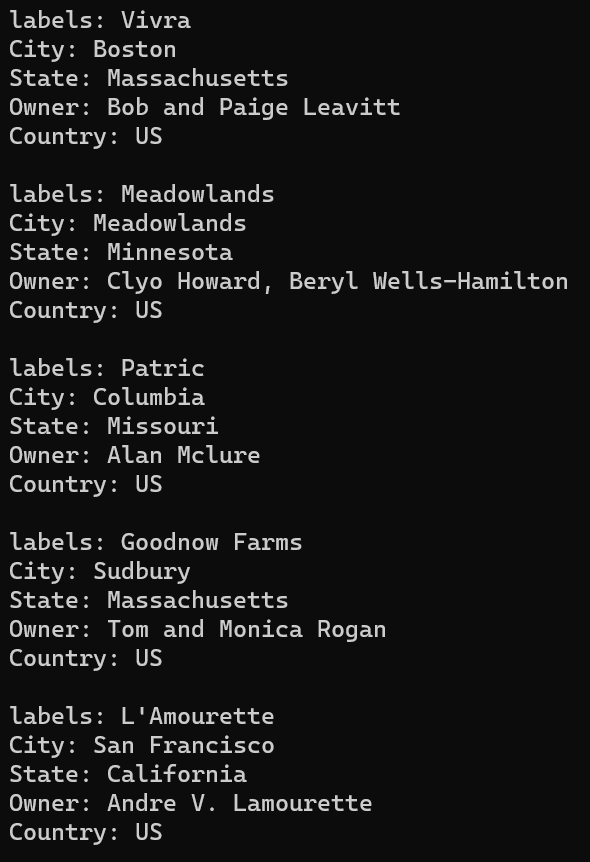 labels: Vivra
City: Boston
State: Massachusetts
Owner: Bob and Paige Leavitt
Country: US
labels: Meadowlands
City: Meadowlands
State: Minnesota
Owner: Clyo Howard, Beryl Wells-Hamilton
Country: US
labels: Patric
City: Columbia
State: Missouri
Owner: Alan Mclure
Country: US
labels: Goodnow Farms
City: Sudbury
State: Massachusetts
Owner: Tom and Monica Rogan
Country: US
labels: L'Amourette
City: San Francisco
State: California
Owner: Andre V. Lamourette
Country: US